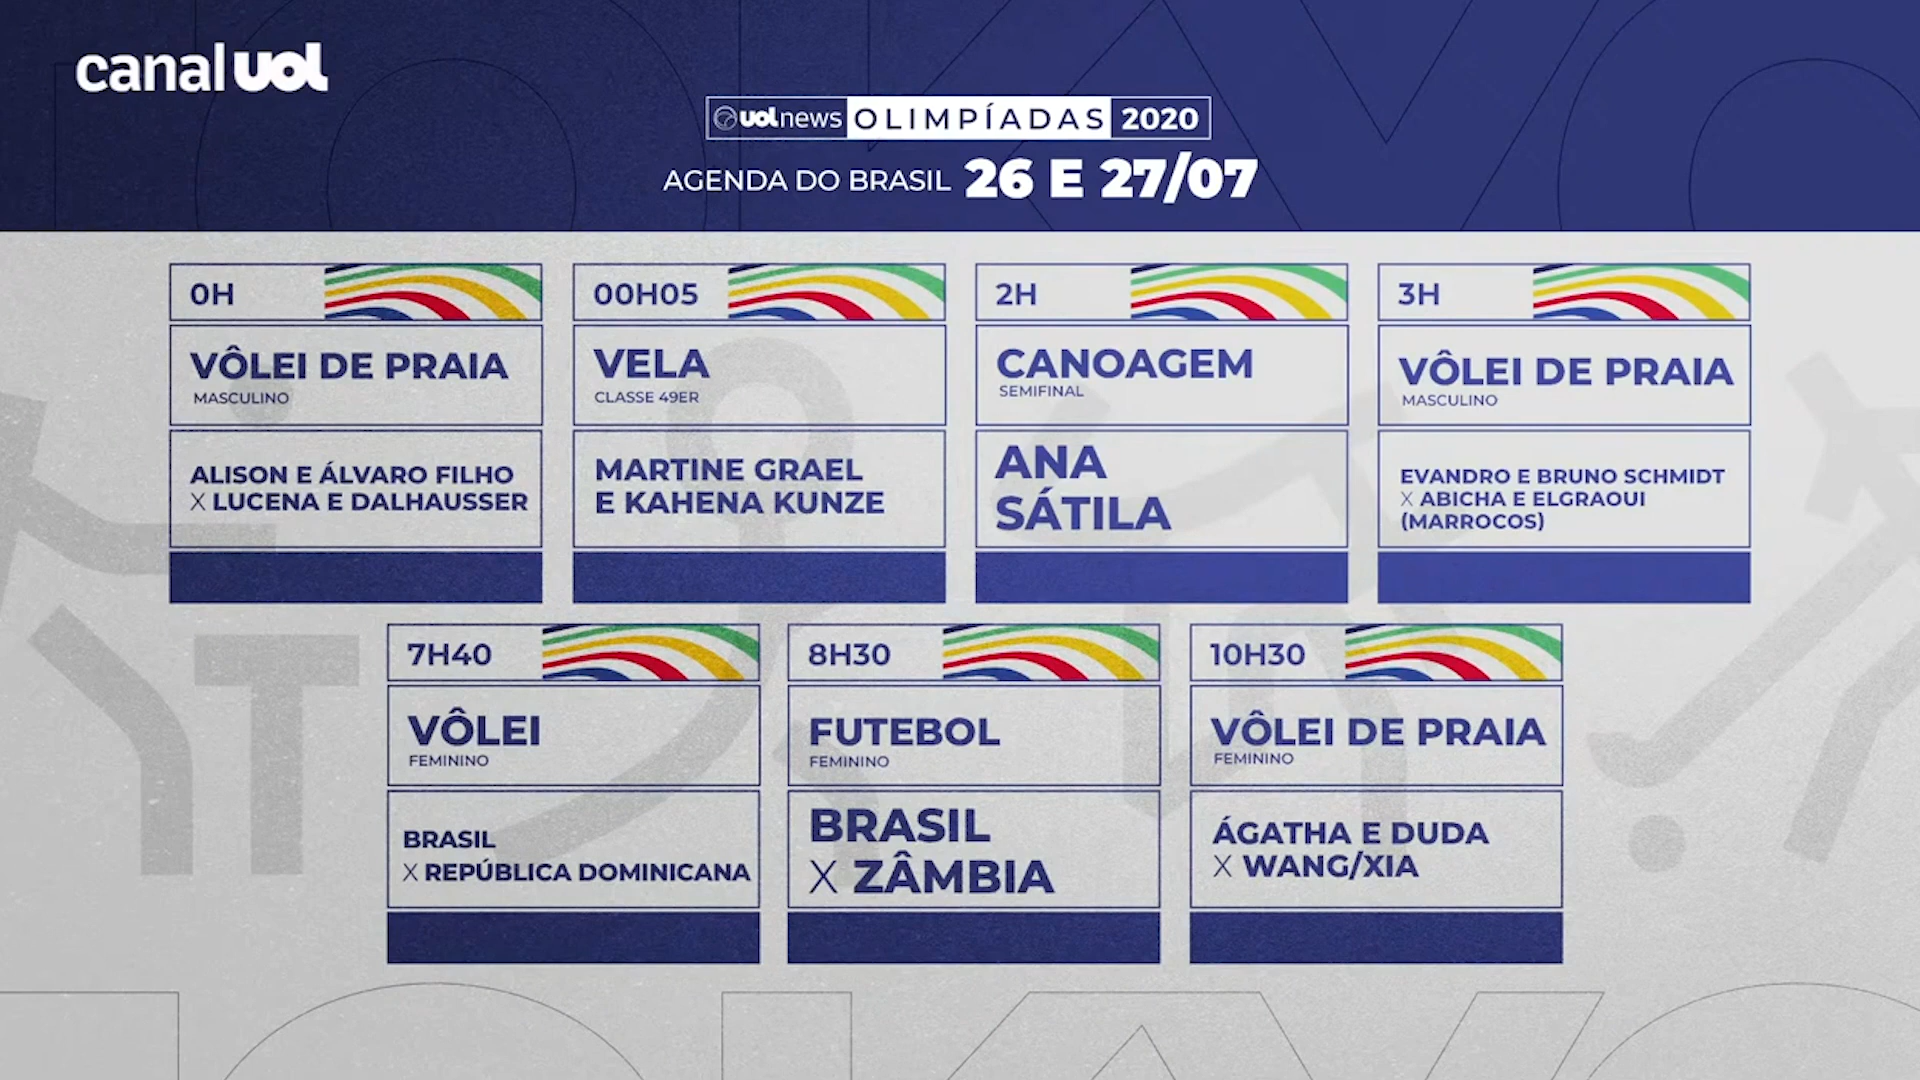 canal uol
uol news OLIMPÍADAS 2020
AGENDA DO BRASIL 26 E 27/07
0H
VÔLEI DE PRAIA
MASCULINO
ALISON E ÁLVARO FILHO
X LUCENA E DALHAUSSER
00H05
VELA
CLASSE 49ER
MARTINE GRAEL
E KAHENA KUNZE
2H
CANOAGEM
SEMIFINAL
ANA
SÁTILA
3H
VÔLEI DE PRAIA
MASCULINO
EVANDRO E BRUNO SCHMIDT
X ABICHA E ELGRAOUI
(MARROCOS)
7H40
VÔLEI
FEMININO
BRASIL
X REPÚBLICA DOMINICANA
8H30
FUTEBOL
FEMININO
BRASIL
X ZÂMBIA
10H30
VÔLEI DE PRAIA
FEMININO
ÁGATHA E DUDA
X WANG/XIA